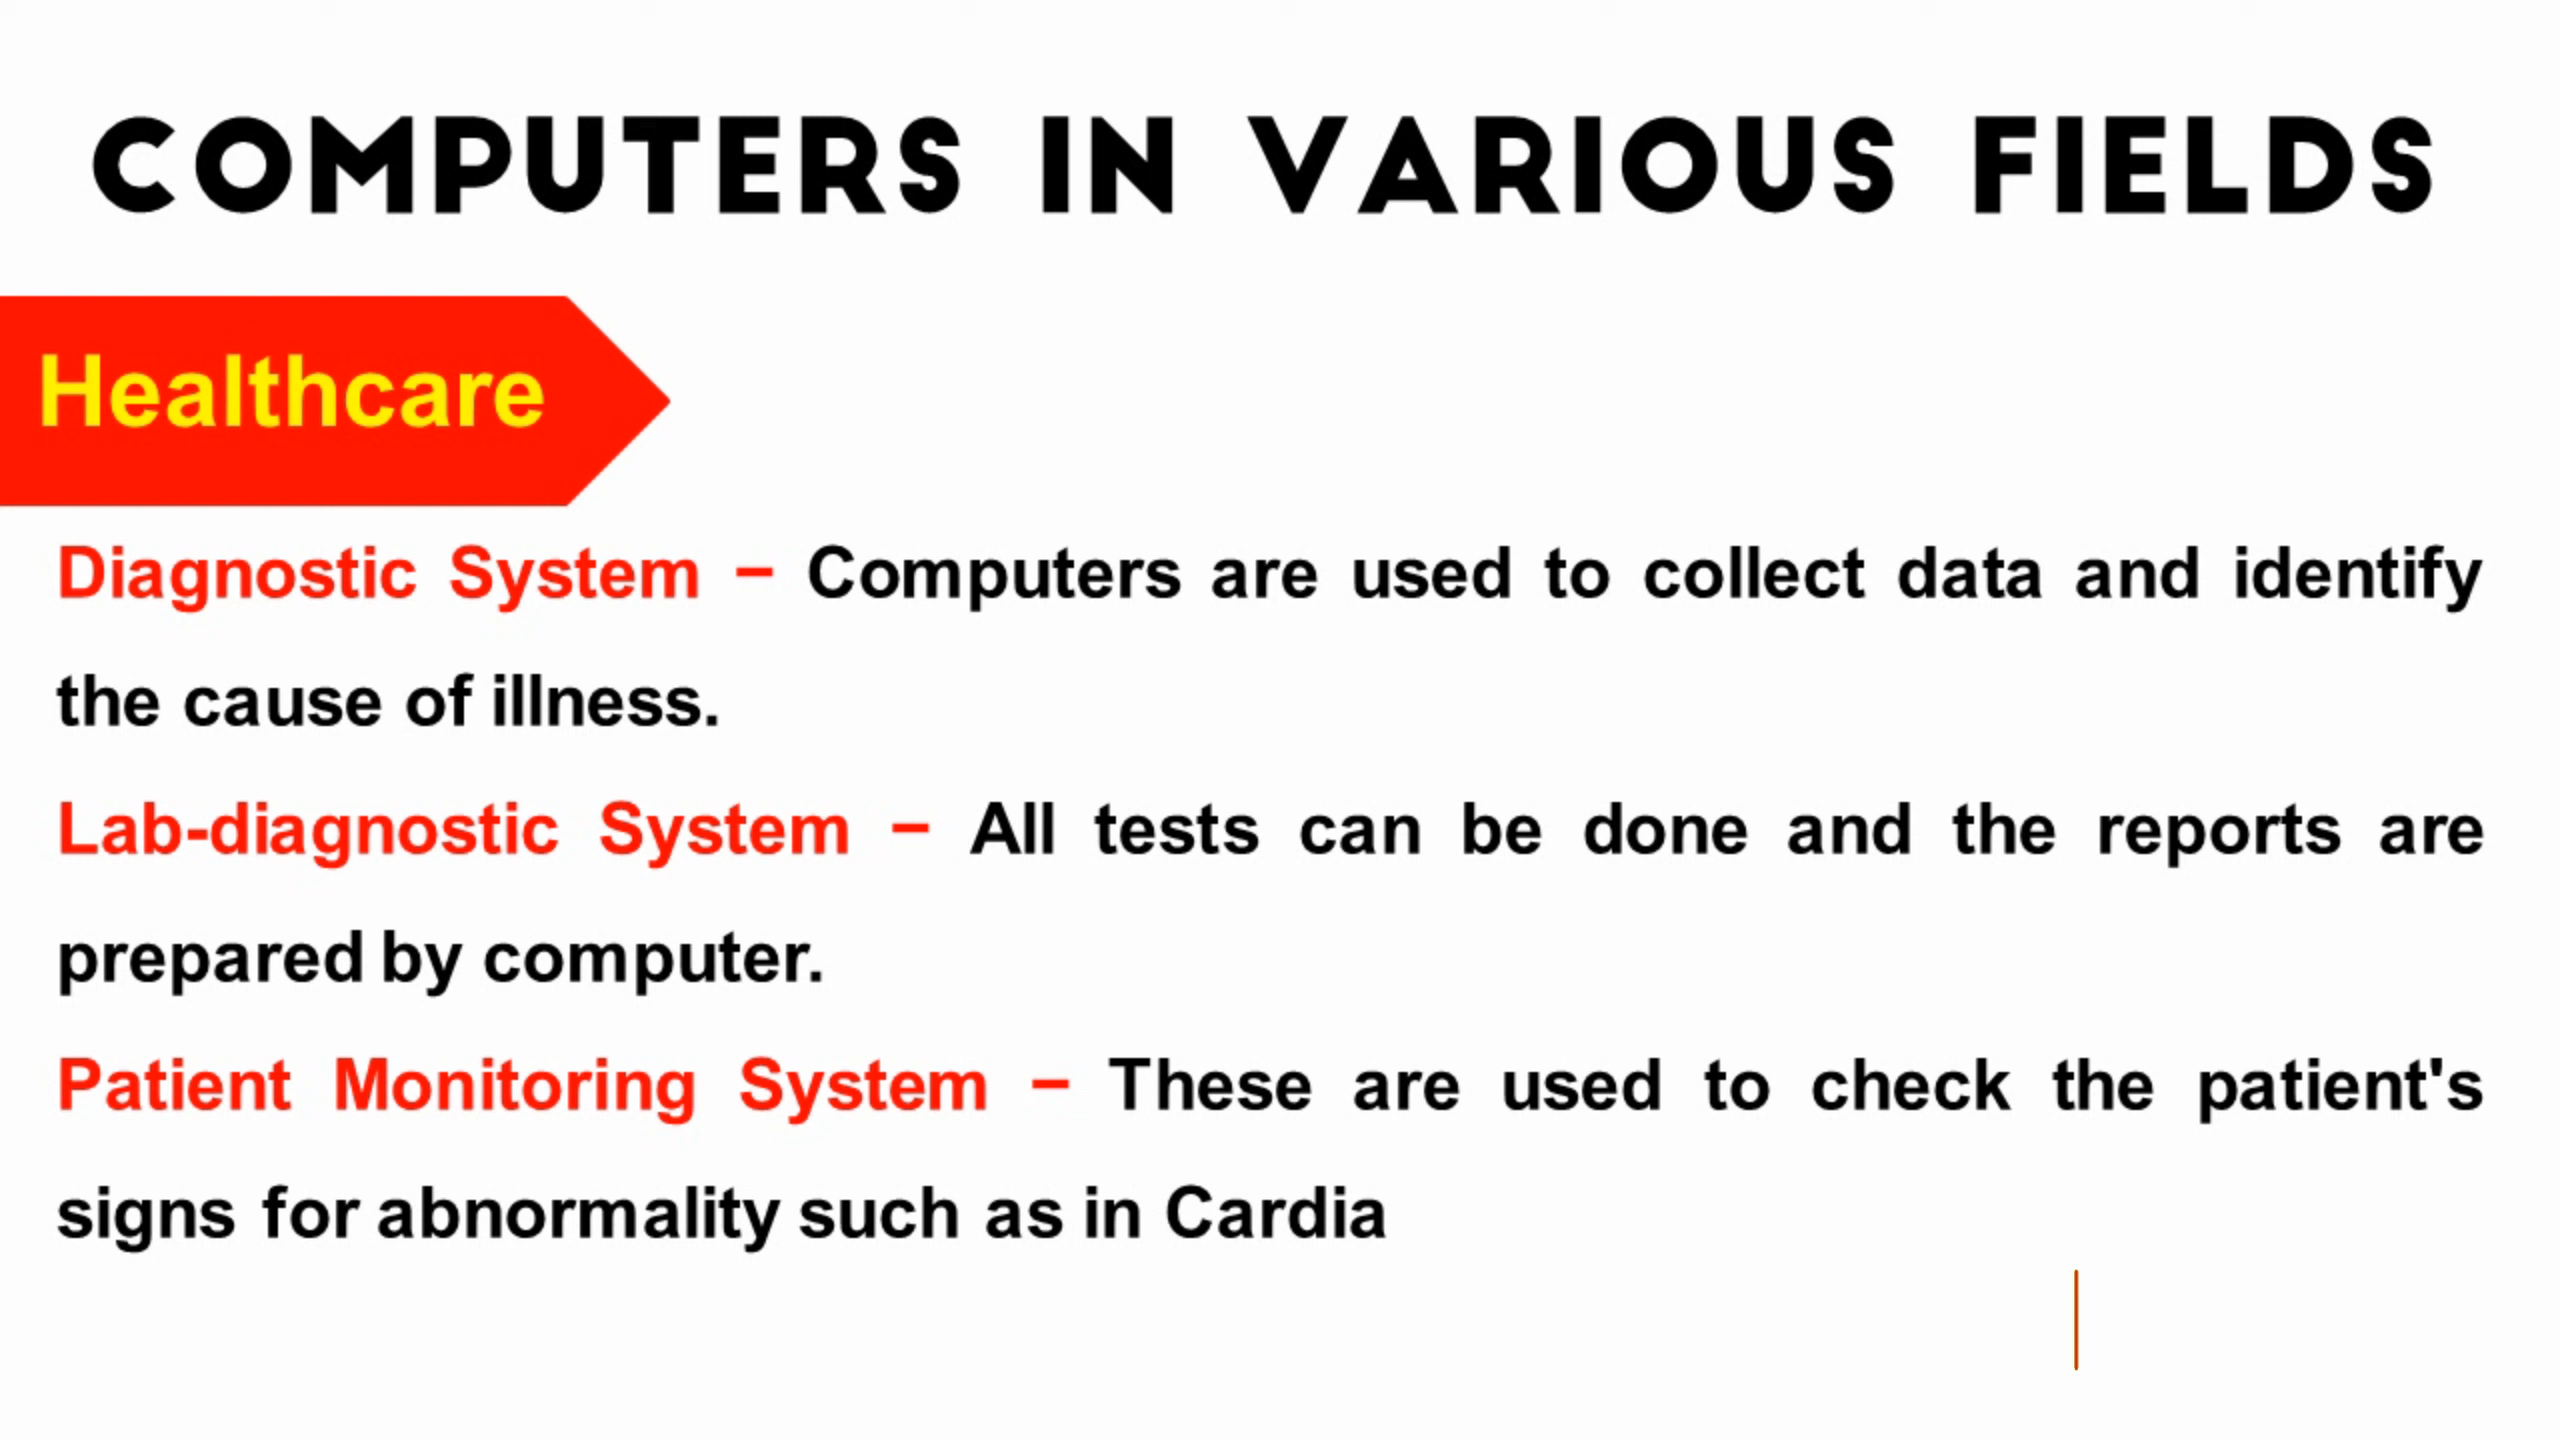 COMPUTERS IN VARIOUS FIELDS
Healthcare
Diagnostic System – Computers are used to collect data and identify
the cause of illness.
Lab-diagnostic System – All tests can be done and the reports are
prepared by computer.
Patient Monitoring System – These are used to check the patient's
signs for abnormality such as in Cardia